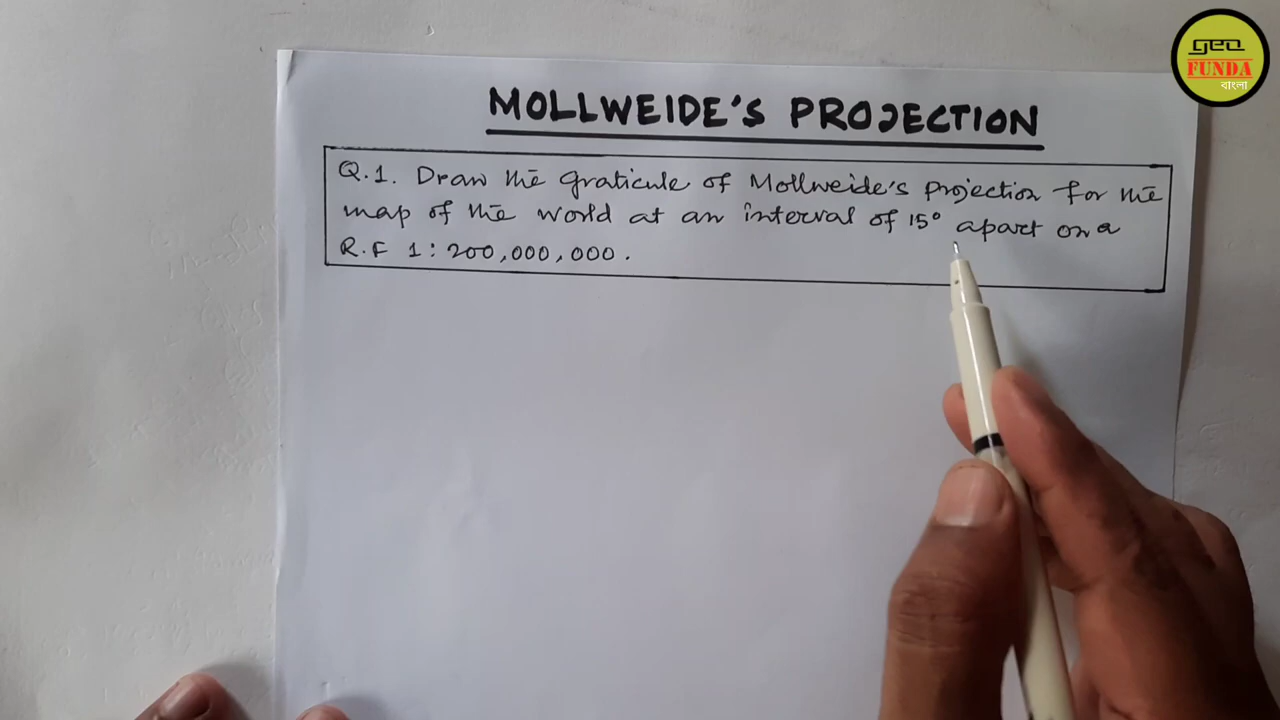 geo
FUNDA
বাংলা
MOLLWEIDE'S PROJECTION
Q.1. Draw the graticule of Mollweide's projection for the
map of the world at an interval of 15° apart on a
R.F 1: 200,000,000.